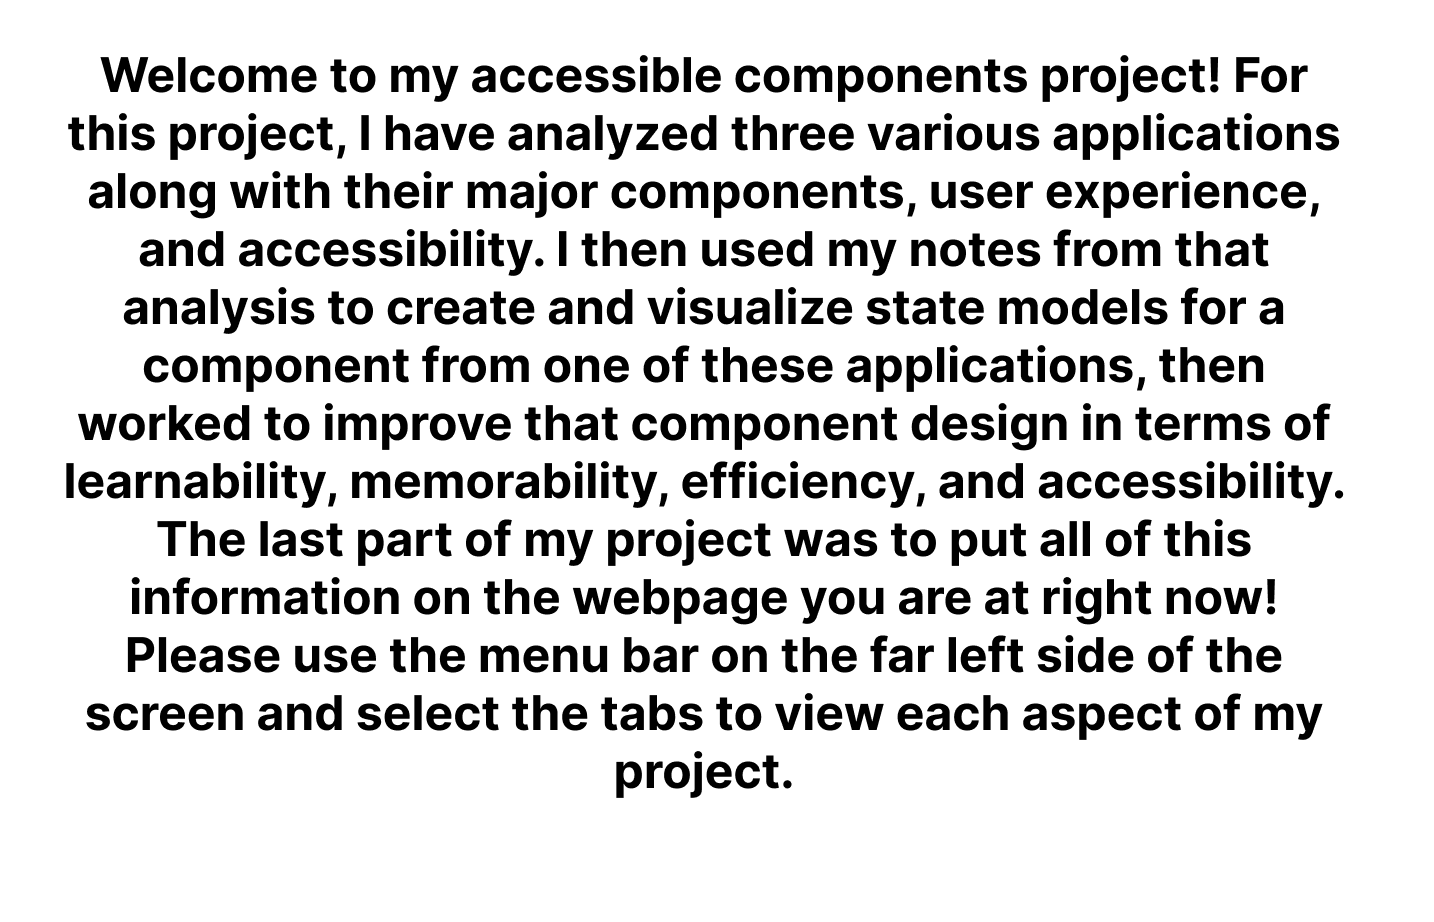 Welcome to my accessible components project! For
this project, I have analyzed three various applications
along with their major components, user experience,
and accessibility. I then used my notes from that
analysis to create and visualize state models for a
component from one of these applications, then
worked to improve that component design in terms of
learnability, memorability, efficiency, and accessibility.
The last part of my project was to put all of this
information on the webpage you are at right now!
Please use the menu bar on the far left side of the
screen and select the tabs to view each aspect of my
project.